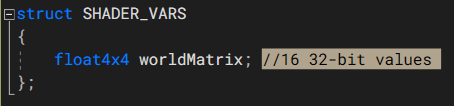 struct SHADER_VARS
{
    float4x4 worldMatrix; //16 32-bit values
};